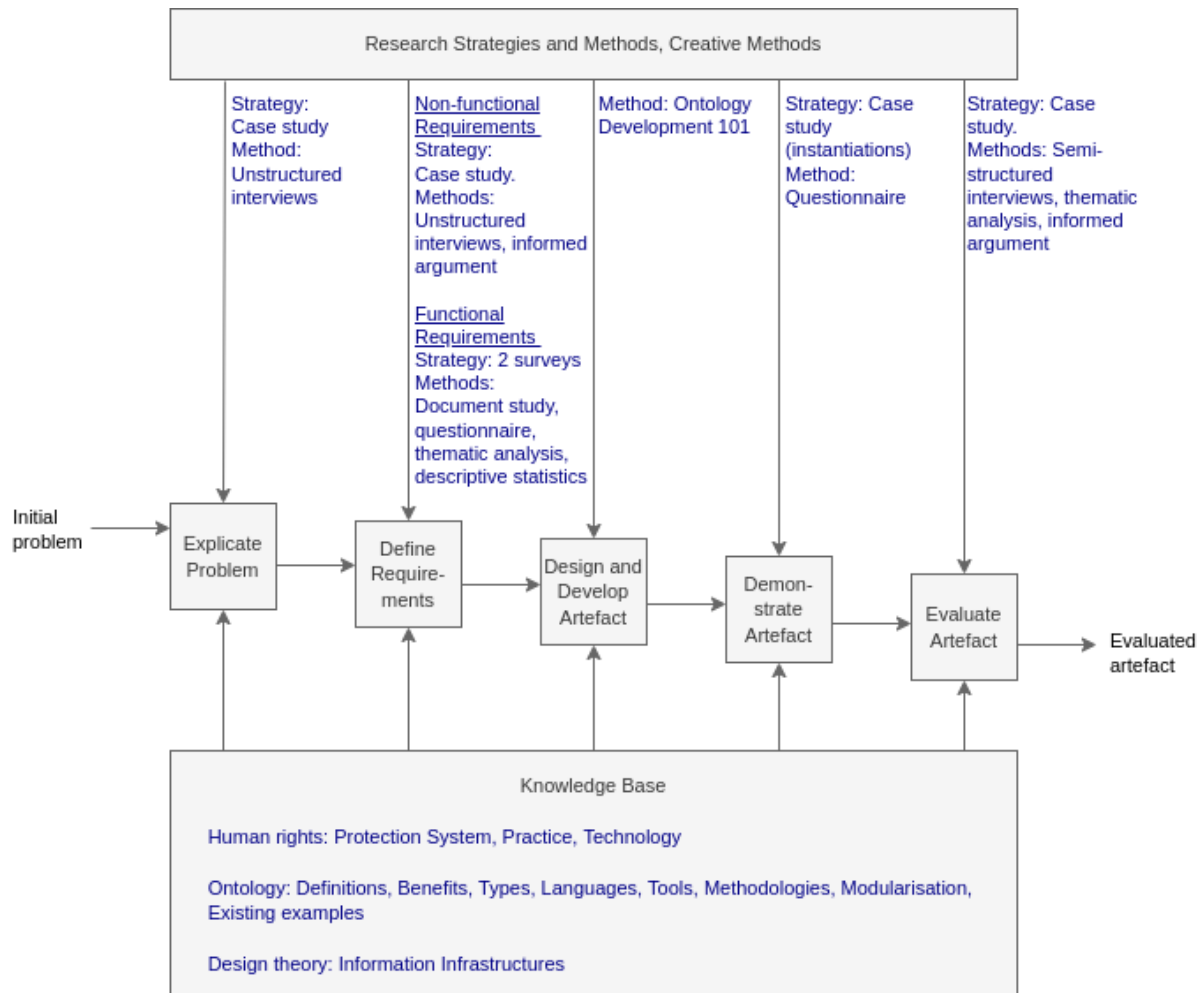 Research Strategies and Methods, Creative Methods
Strategy:
Case study
Method:
Unstructured
interviews
Non-functional
Requirements
Strategy:
Case study.
Methods:
Unstructured
interviews, informed
argument
Functional
Requirements
Strategy: 2 surveys
Methods:
Document study,
questionnaire,
thematic analysis,
descriptive statistics
Method: Ontology
Development 101
Strategy: Case
study
(instantiations)
Method:
Questionnaire
Strategy: Case
study.
Methods: Semi-
structured
interviews, thematic
analysis, informed
argument
Initial
problem
Explicate
Problem
Define
Require-
ments
Design and
Develop
Artefact
Demon-
strate
Artefact
Evaluate
Artefact
Evaluated
artefact
Knowledge Base
Human rights: Protection System, Practice, Technology
Ontology: Definitions, Benefits, Types, Languages, Tools, Methodologies, Modularisation,
Existing examples
Design theory: Information Infrastructures